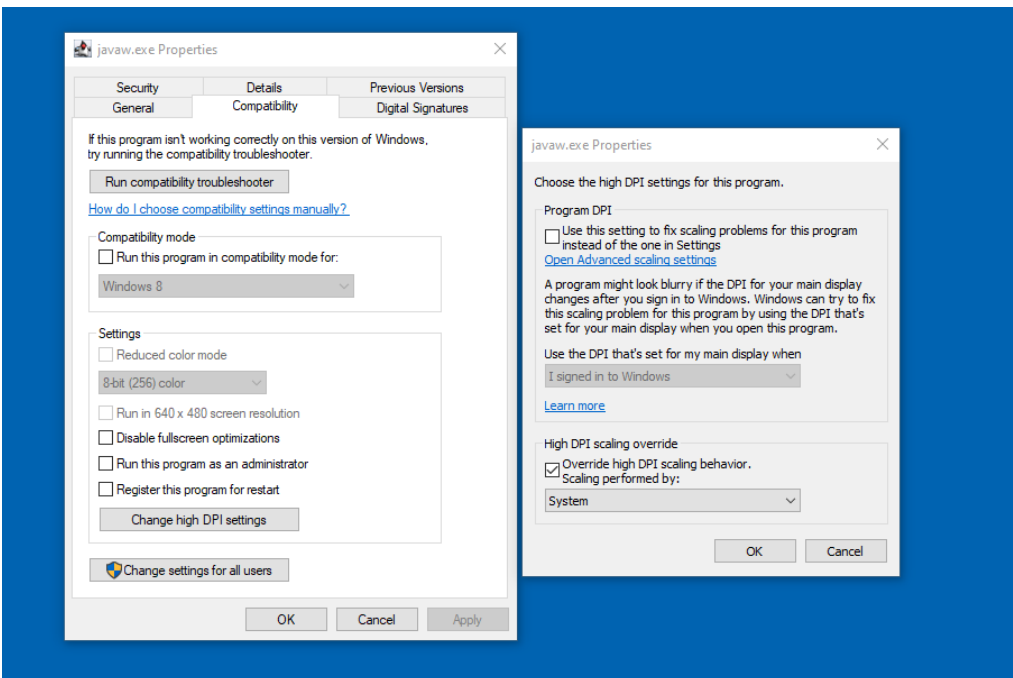 javaw.exe Properties
Security
Details
Previous Versions
General
Compatibility
Digital Signatures
If this program isn't working correctly on this version of Windows,
try running the compatibility troubleshooter.
Run compatibility troubleshooter
How do I choose compatibility settings manually?
Compatibility mode
Run this program in compatibility mode for:
Windows 8
Settings
Reduced color mode
8-bit (256) color
Run in 640 x 480 screen resolution
Disable fullscreen optimizations
Run this program as an administrator
Register this program for restart
Change high DPI settings
Change settings for all users
OK
Cancel
Apply
javaw.exe Properties
Choose the high DPI settings for this program.
Program DPI
Use this setting to fix scaling problems for this program
instead of the one in Settings
Open Advanced scaling settings
A program might look blurry if the DPI for your main display
changes after you sign in to Windows. Windows can try to fix
this scaling problem for this program by using the DPI that's
set for your main display when you open this program.
Use the DPI that's set for my main display when
I signed in to Windows
Learn more
High DPI scaling override
Override high DPI scaling behavior.
Scaling performed by:
System
OK
Cancel